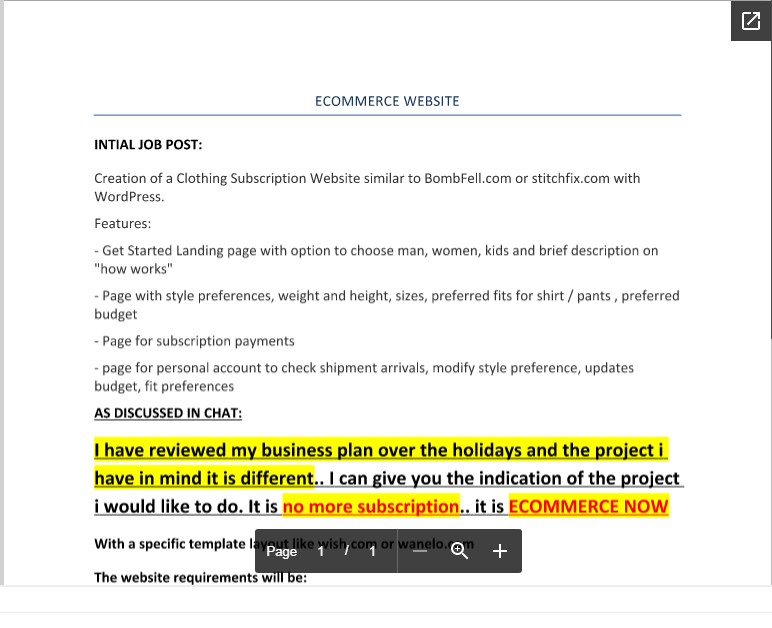 ECOMMERCE WEBSITE
INTIAL JOB POST:
Creation of a Clothing Subscription Website similar to BombFell.com or stitchfix.com with
WordPress.
Features:
- Get Started Landing page with option to choose man, women, kids and brief description on
"how works"
- Page with style preferences, weight and height, sizes, preferred fits for shirt / pants , preferred
budget
- Page for subscription payments
- page for personal account to check shipment arrivals, modify style preference, updates
budget, fit preferences
AS DISCUSSED IN CHAT:
I have reviewed my business plan over the holidays and the project i
have in mind it is different.. I can give you the indication of the project
i would like to do. It is no more subscription.. it is ECOMMERCE NOW
With a specific template layout like wish.com or wanelo.com
Page 1 / 1
The website requirements will be: